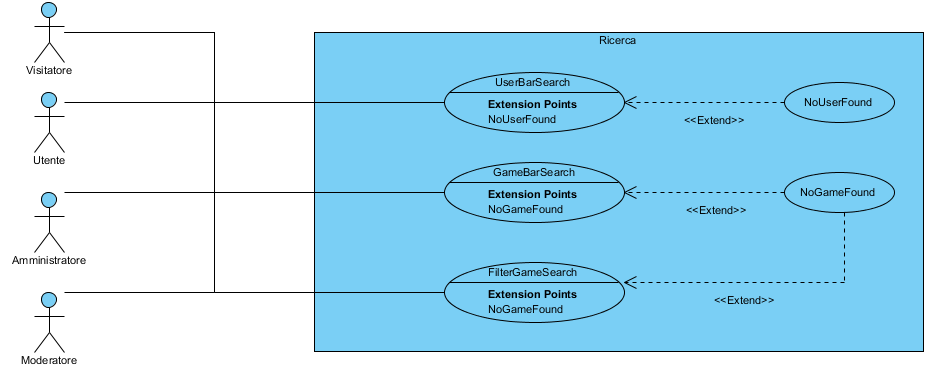 Ricerca
Visitatore
UserBarSearch
Extension Points
NoUserFound
NoUserFound
<<Extend>>
Utente
GameBarSearch
Extension Points
NoGameFound
NoGameFound
<<Extend>>
Amministratore
FilterGameSearch
Extension Points
NoGameFound
<<Extend>>
Moderatore